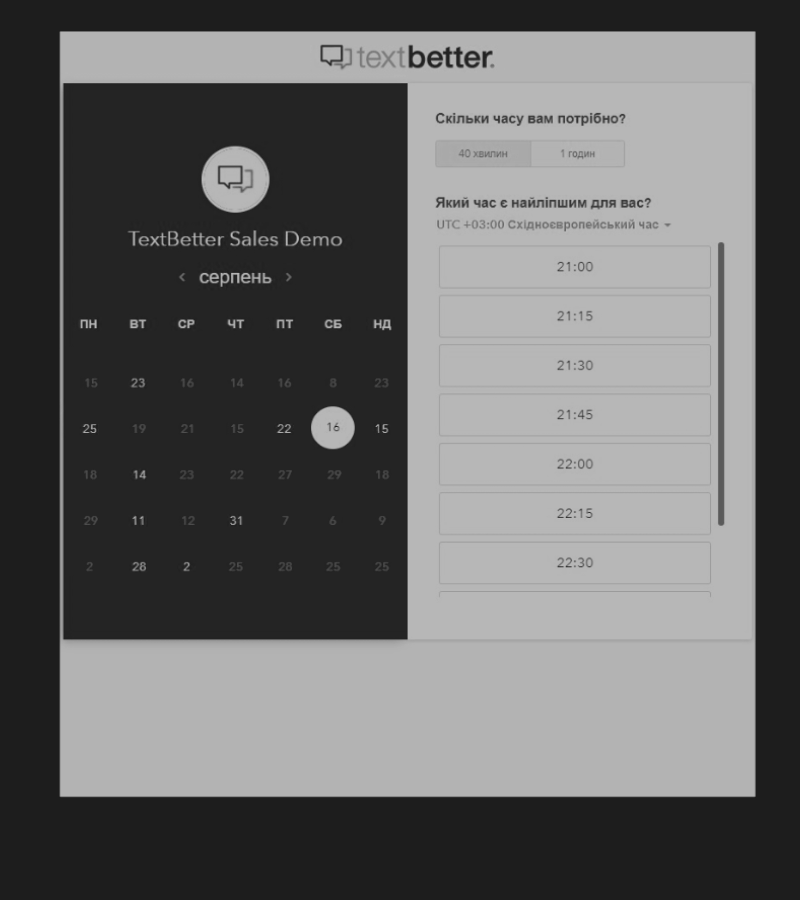 textbetter.
TextBetter Sales Demo
< серпень >
ПН ВТ СР ЧТ ПТ СБ НД
15 23 16 14 16 8 23
25 19 21 15 22 16 15
18 14 23 22 27 29 18
29 11 12 31 7 6 9
2 28 2 25 28 25 25
Скільки часу вам потрібно?
40 хвилин 1 годин
Який час є найліпшим для вас?
UTC +03:00 Східноєвропейський час
21:00
21:15
21:30
21:45
22:00
22:15
22:30